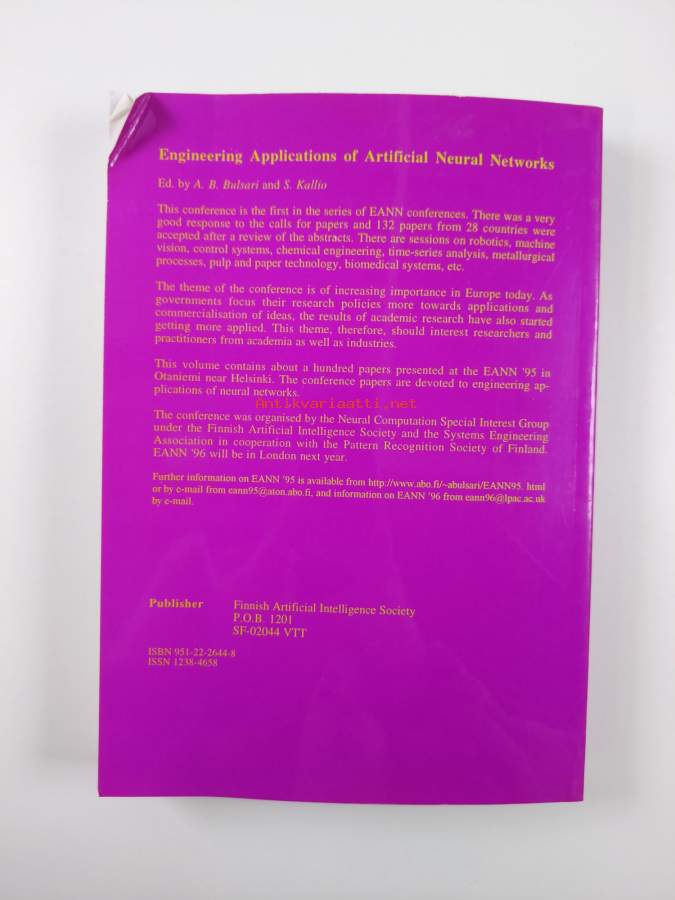 Engineering Applications of Artificial Neural Networks
Ed. by A. B. Bulsari and S. Kallio
This conference is the first in the series of EANN conferences. There was a very
good response to the calls for papers and 132 papers from 28 countries were
accepted after a review of the abstracts. There are sessions on robotics, machine
vision, control systems, chemical engineering, time-series analysis, metallurgical
processes, pulp and paper technology, biomedical systems, etc.
The theme of the conference is of increasing importance in Europe today. As
governments focus their research policies more towards applications and
commercialisation of ideas, the results of academic research have also started
getting more applied. This theme, therefore, should interest researchers and
practitioners from academia as well as industries.
This volume contains about a hundred papers presented at the EANN '95 in
Otaniemi near Helsinki. The conference papers are devoted to engineering ap-
plications of neural networks.
Antikvariaatti.net
The conference was organised by the Neural Computation Special Interest Group
under the Finnish Artificial Intelligence Society and the Systems Engineering
Association in cooperation with the Pattern Recognition Society of Finland.
EANN '96 will be in London next year.
Further information on EANN '95 is available from http://www.abo.fi/~abulsari/EANN95. html
or by e-mail from eann95@aton.abo.fi, and information on EANN '96 from eann96@lpac.ac.uk
by e-mail.
Publisher Finnish Artificial Intelligence Society
P.O.B. 1201
SF-02044 VTT
ISBN 951-22-2644-8
ISSN 1238-4658